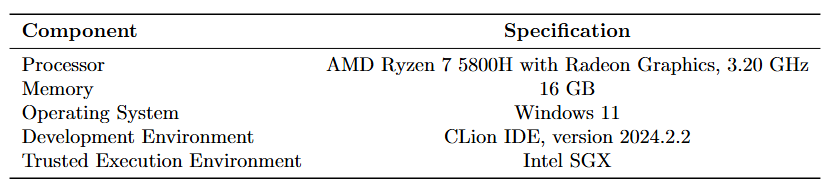 Component Specification
Processor AMD Ryzen 7 5800H with Radeon Graphics, 3.20 GHz
Memory 16 GB
Operating System Windows 11
Development Environment CLion IDE, version 2024.2.2
Trusted Execution Environment Intel SGX